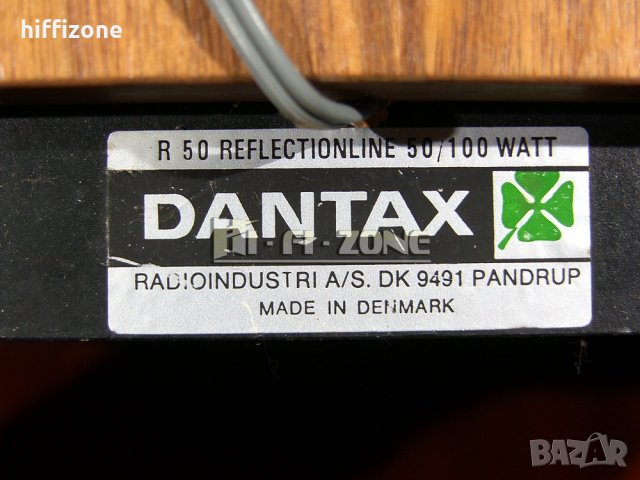 hiffizone
R 50 REFLECTIONLINE 50/100 WATT
DANTAX
HI-FI-ZONE
RADIOINDUSTRI A/S. DK 9491 PANDRUP
MADE IN DENMARK
BAZAR